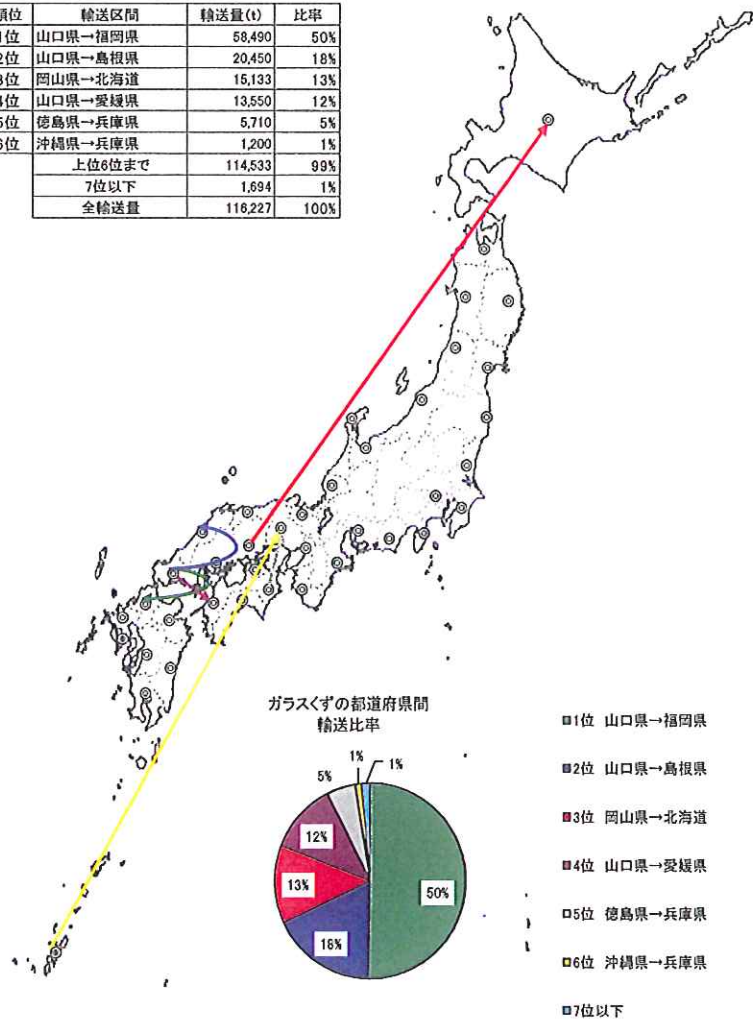 順位 輸送区間 輸送量(t) 比率
1位 山口県→福岡県 58,490 50%
2位 山口県→島根県 20,450 18%
3位 岡山県→北海道 15,133 13%
4位 山口県→愛媛県 13,550 12%
5位 徳島県→兵庫県 5,710 5%
6位 沖縄県→兵庫県 1,200 1%
上位6位まで 114,533 99%
7位以下 1,694 1%
全輸送量 116,227 100%
ガラスくずの都道府県間
輸送比率
1% 1%
5%
12%
13%
50%
18%
1位 山口県→福岡県
2位 山口県→島根県
3位 岡山県→北海道
4位 山口県→愛媛県
5位 徳島県→兵庫県
6位 沖縄県→兵庫県
7位以下